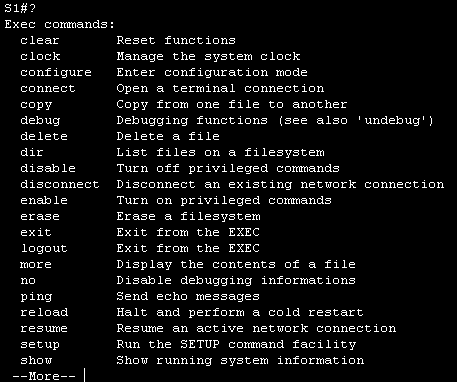 S1#?
Exec commands:
  clear       Reset functions
  clock       Manage the system clock
  configure   Enter configuration mode
  connect     Open a terminal connection
  copy        Copy from one file to another
  debug       Debugging functions (see also 'undebug')
  delete      Delete a file
  dir         List files on a filesystem
  disable     Turn off privileged commands
  disconnect  Disconnect an existing network connection
  enable      Turn on privileged commands
  erase       Erase a filesystem
  exit        Exit from the EXEC
  logout      Exit from the EXEC
  more        Display the contents of a file
  no          Disable debugging informations
  ping        Send echo messages
  reload      Halt and perform a cold restart
  resume      Resume an active network connection
  setup       Run the SETUP command facility
  show        Show running system information
 --More--